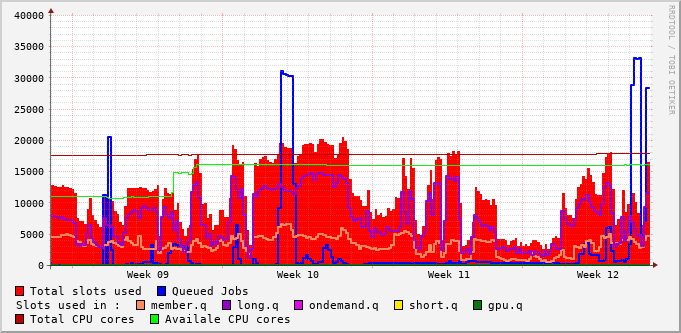 40000
35000
30000
25000
20000
15000
10000
5000
0
Week 09 Week 10 Week 11 Week 12
RRDTOOL / TOBI OETIKER
Total slots used Queued Jobs
Slots used in : member.q long.q ondemand.q short.q gpu.q
Total CPU cores Availale CPU cores